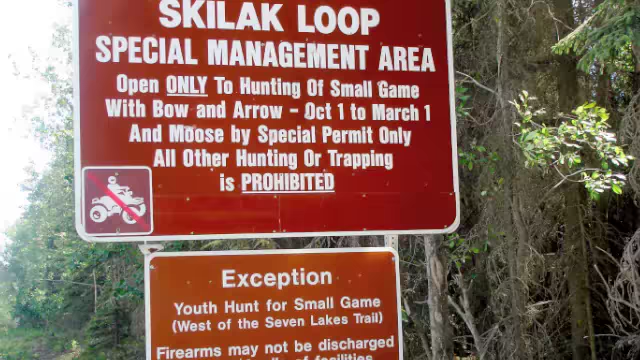 SKILAK LOOP
SPECIAL MANAGEMENT AREA
Open ONLY To Hunting Of Small Game
With Bow and Arrow - Oct 1 to March 1
And Moose by Special Permit Only
All Other Hunting Or Trapping
is PROHIBITED
Exception
Youth Hunt for Small Game
(West of the Seven Lakes Trail)
Firearms may not be discharged
of facilities